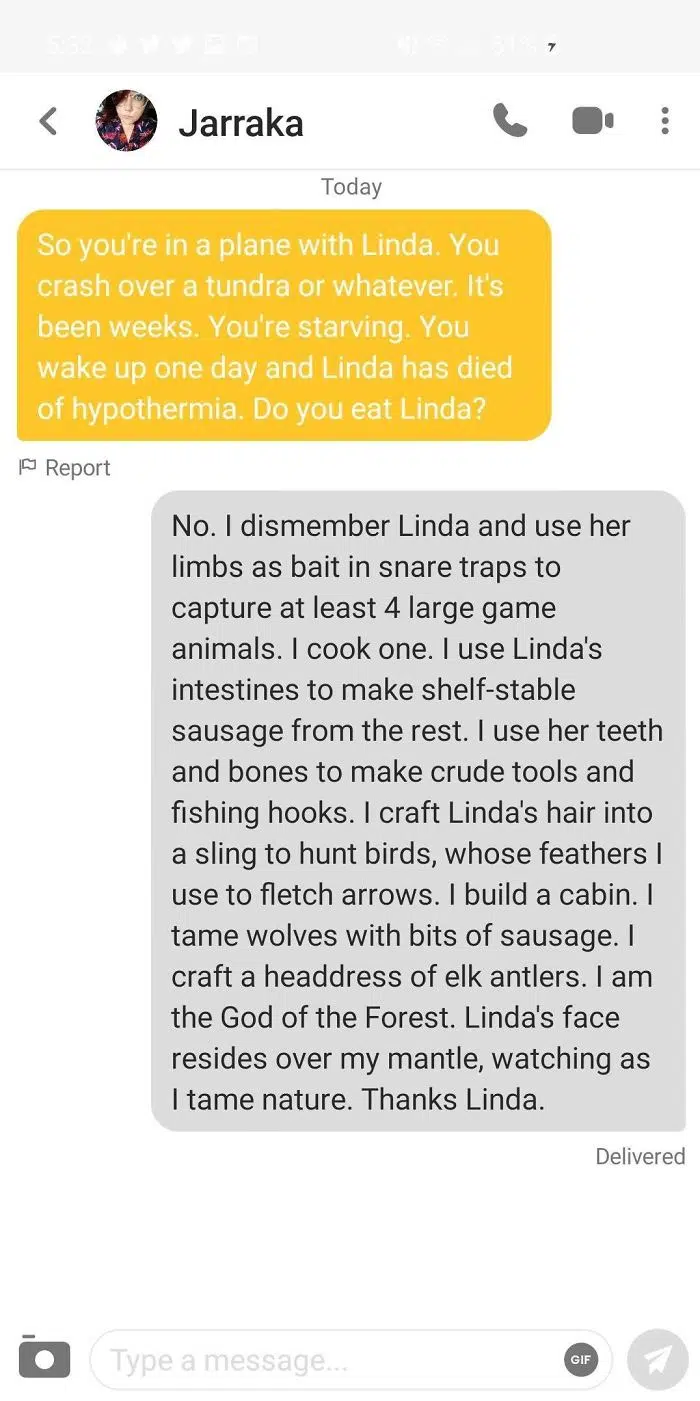 5:32
31%
Jarraka
Today
So you're in a plane with Linda. You
crash over a tundra or whatever. It's
been weeks. You're starving. You
wake up one day and Linda has died
of hypothermia. Do you eat Linda?
Report
No. I dismember Linda and use her
limbs as bait in snare traps to
capture at least 4 large game
animals. I cook one. I use Linda's
intestines to make shelf-stable
sausage from the rest. I use her teeth
and bones to make crude tools and
fishing hooks. I craft Linda's hair into
a sling to hunt birds, whose feathers I
use to fletch arrows. I build a cabin. I
tame wolves with bits of sausage. I
craft a headdress of elk antlers. I am
the God of the Forest. Linda's face
resides over my mantle, watching as
I tame nature. Thanks Linda.
Delivered
Type a message...
GIF